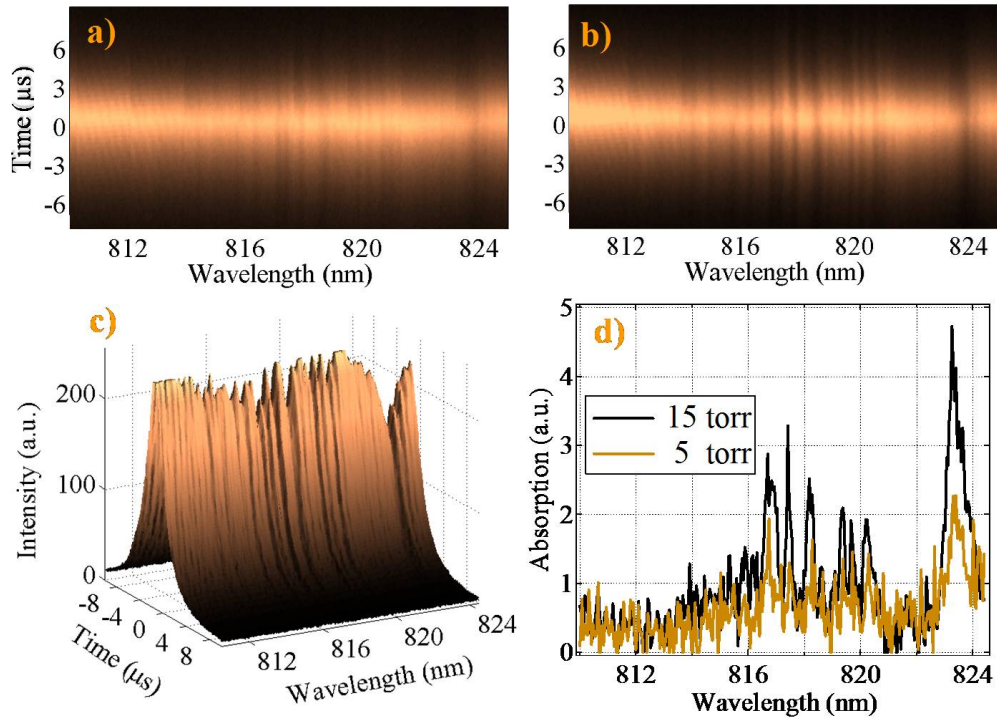 a)
6
3
0
-3
-6
Time (μs)
812 816 820 824
Wavelength (nm)
b)
6
3
0
-3
-6
812 816 820 824
Wavelength (nm)
c)
200
100
0
Intensity (a.u.)
-8 -4 0 4 8
Time (μs)
812 816 820 824
Wavelength (nm)
d)
5
4
3
2
1
0
Absorption (a.u.)
15 torr
5 torr
812 816 820 824
Wavelength (nm)